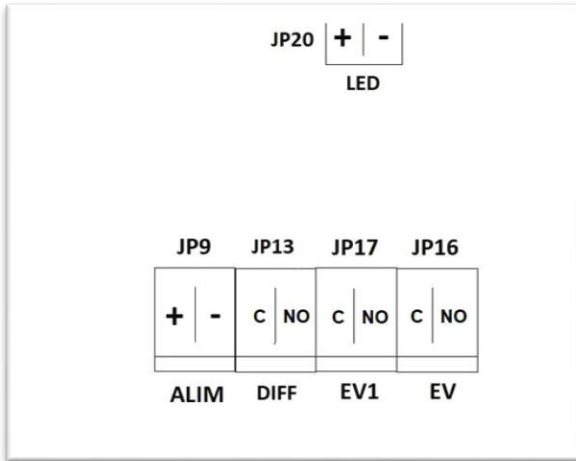 JP20 + -
LED
JP9 JP13 JP17 JP16
+ - C NO C NO C NO
ALIM DIFF EV1 EV